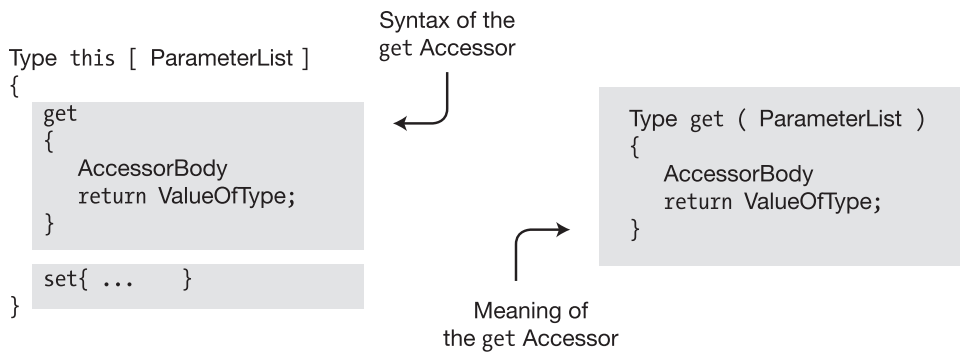 Syntax of the
get Accessor
Type this [ ParameterList ]
{
get
{
AccessorBody
return ValueOfType;
}
set{ ... }
}
Type get ( ParameterList )
{
AccessorBody
return ValueOfType;
}
Meaning of
the get Accessor